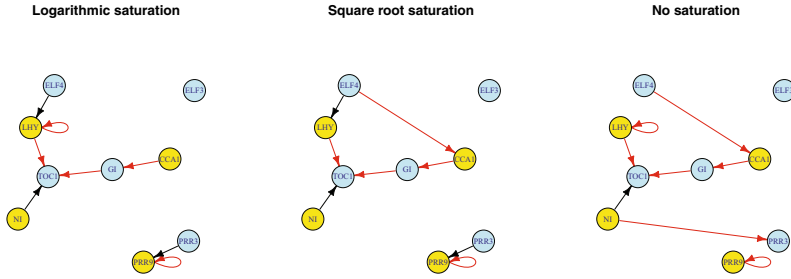 Logarithmic saturation
Square root saturation
No saturation
ELF4
ELF3
LHY
CCA1
GI
TOC1
NI
PRR3
PRR9
ELF4
ELF3
LHY
CCA1
GI
TOC1
NI
PRR3
PRR9
ELF4
ELF3
LHY
CCA1
GI
TOC1
NI
PRR3
PRR9